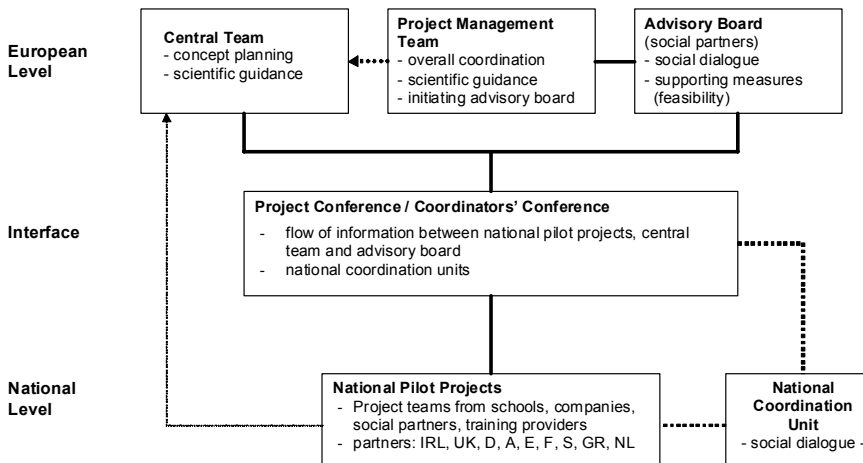 European
Level
Central Team
- concept planning
- scientific guidance
Project Management
Team
- overall coordination
- scientific guidance
- initiating advisory board
Advisory Board
(social partners)
- social dialogue
- supporting measures
(feasibility)
Interface
Project Conference / Coordinators’ Conference
- flow of information between national pilot projects, central
team and advisory board
- national coordination units
National
Level
National Pilot Projects
- Project teams from schools, companies,
social partners, training providers
- partners: IRL, UK, D, A, E, F, S, GR, NL
National
Coordination
Unit
- social dialogue -